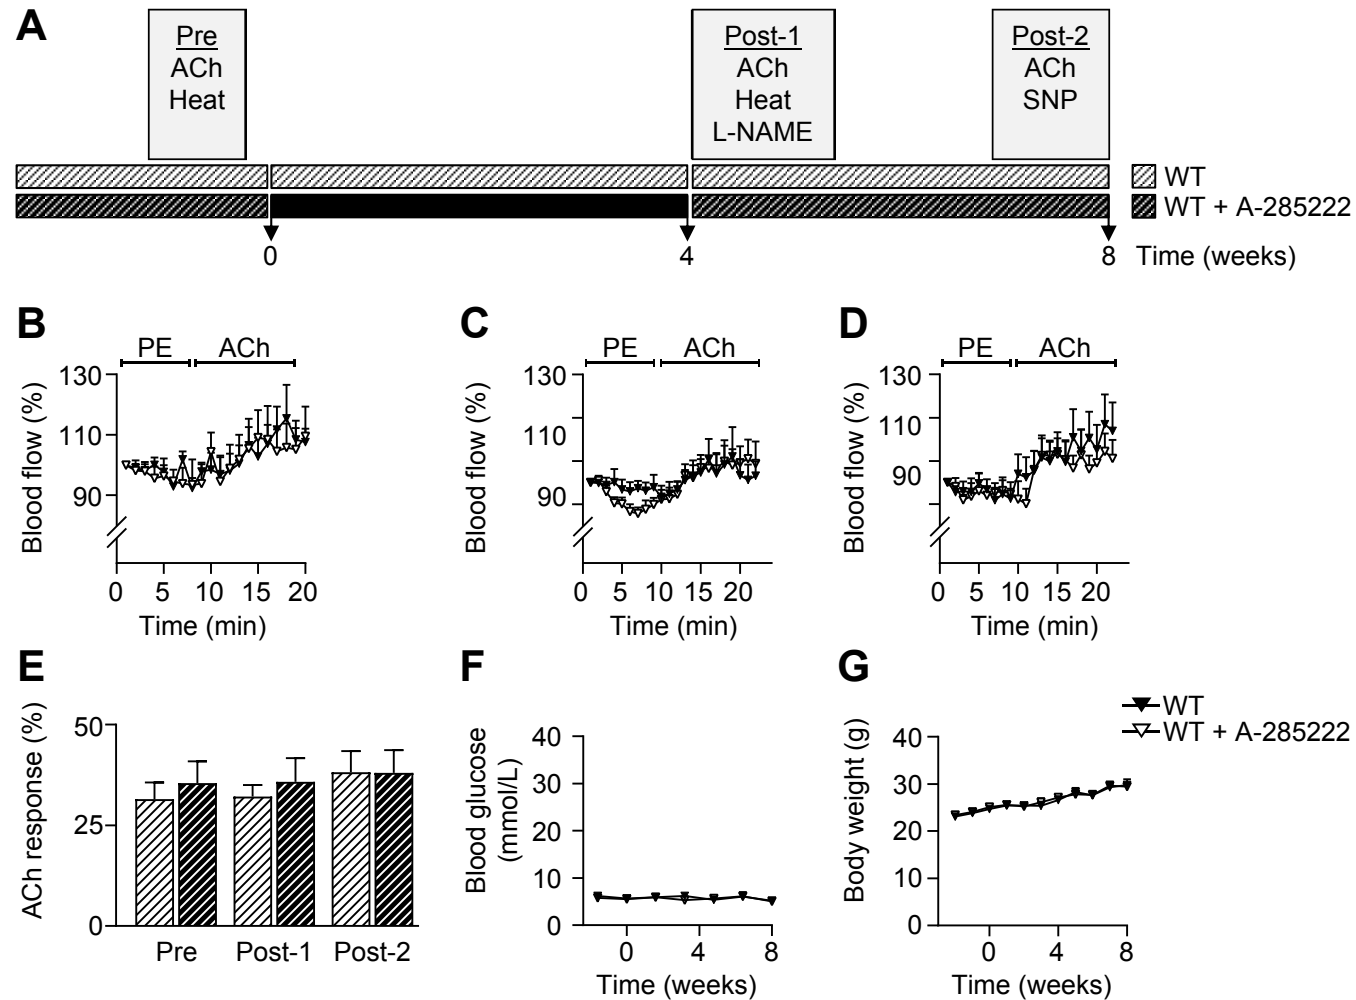 A
Pre
ACh
Heat
Post-1
ACh
Heat
L-NAME
Post-2
ACh
SNP
WT
WT + A-285222
0 4 8 Time (weeks)
B
PE ACh
Blood flow (%)
130
110
90
0 5 10 15 20
Time (min)
C
PE ACh
Blood flow (%)
130
110
90
0 5 10 15 20
Time (min)
D
PE ACh
Blood flow (%)
130
110
90
0 5 10 15 20
Time (min)
E
ACh response (%)
50
25
0
Pre Post-1 Post-2
F
Blood glucose
(mmol/L)
40
30
20
10
0
0 4 8
Time (weeks)
G
Body weight (g)
40
30
20
10
0
0 4 8
Time (weeks)
WT
WT + A-285222